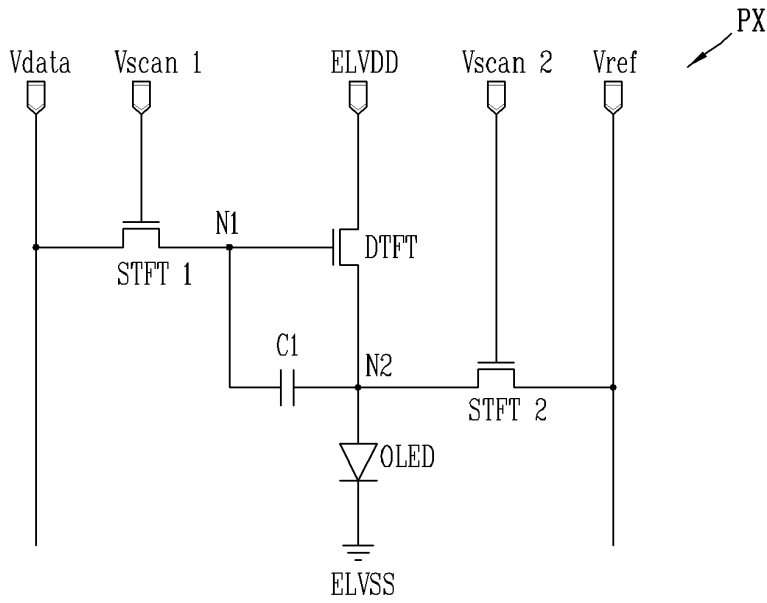 PX
Vdata
Vscan 1
ELVDD
Vscan 2
Vref
N1
DTFT
STFT 1
C1
N2
STFT 2
OLED
ELVSS